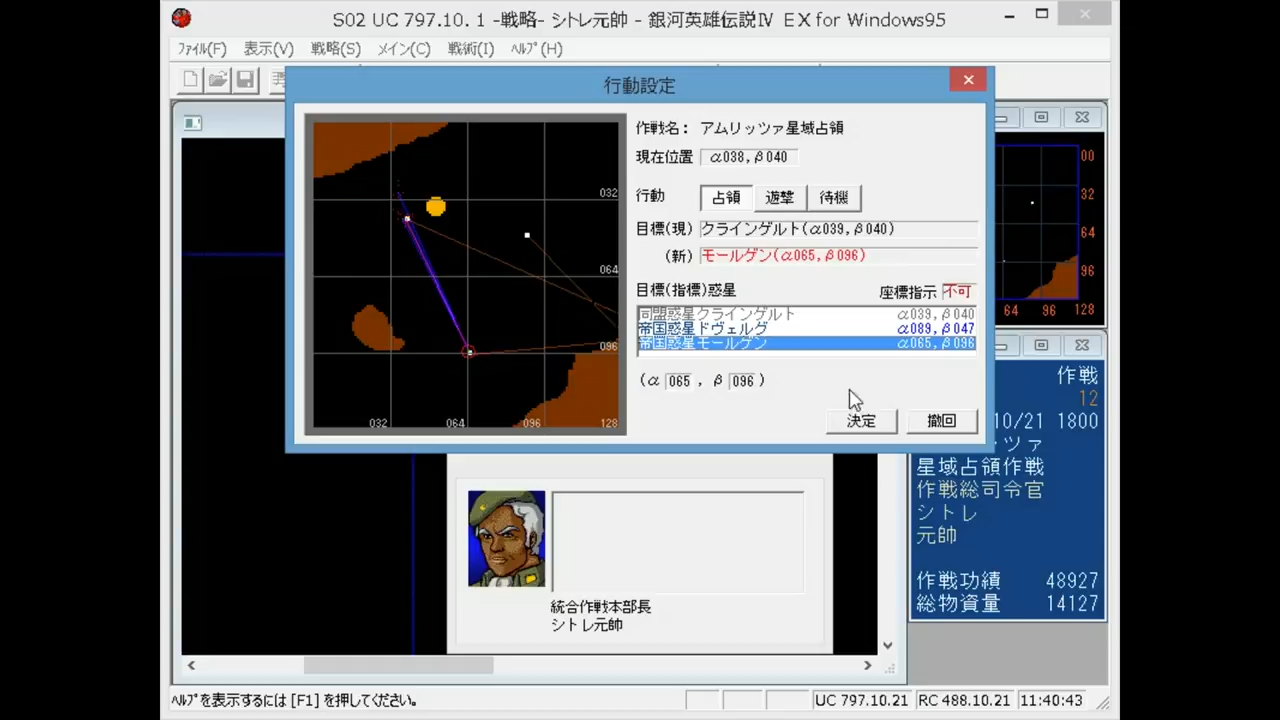 S02 UC 797.10. 1 -戦略- シトレ元帥 - 銀河英雄伝説Ⅳ EX for Windows95
ﾌｧｲﾙ(F) 表示(V) 戦略(S) メイン(C) 戦術(I) ﾍﾙﾌﾟ(H)
行動設定
作戦名： アムリッツァ星域占領
現在位置 α038,β040
行動 占領 遊撃 待機
目標(現) クラインゲルト(α039,β040)
(新) モールゲン(α065,β096)
目標(指標)惑星 座標指示 不可
同盟惑星クラインゲルト α039,β040
帝国惑星ドヴェルグ α089,β047
帝国惑星モールゲン α065,β096
(α 065 , β 096 )
決定 撤回
032
064
096
032 064 096 128
00
32
64
96
64 96 128
作戦
12
10/21 1800
ッツァ
星域占領作戦
作戦総司令官
シトレ
元帥
作戦功績 48927
総物資量 14127
統合作戦本部長
シトレ元帥
ﾍﾙﾌﾟを表示するには [F1] を押してください。
UC 797.10.21 RC 488.10.21 11:40:43